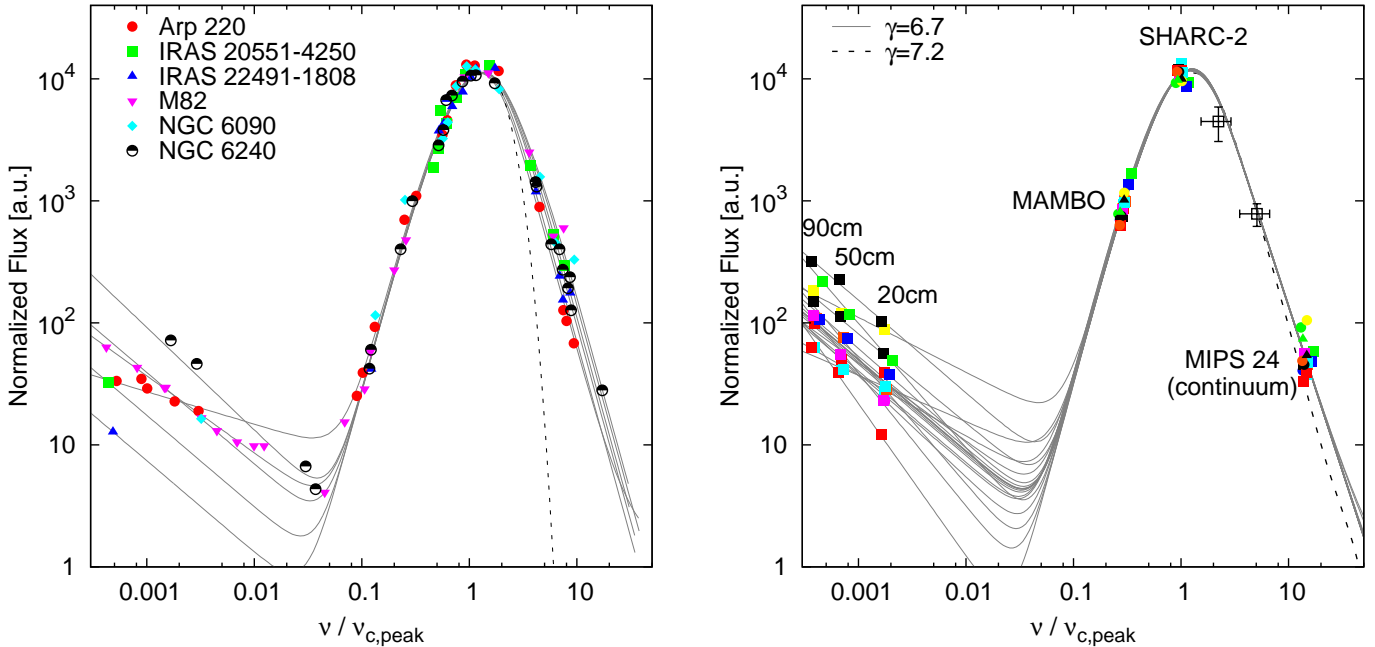 Arp 220
IRAS 20551-4250
IRAS 22491-1808
M82
NGC 6090
NGC 6240
Normalized Flux [a.u.]
10⁴
10³
10²
10
1
0.001
0.01
0.1
1
10
ν / ν_c,peak
γ=6.7
γ=7.2
SHARC-2
MAMBO
90cm
50cm
20cm
MIPS 24
(continuum)
Normalized Flux [a.u.]
10⁴
10³
10²
10
1
0.001
0.01
0.1
1
10
ν / ν_c,peak